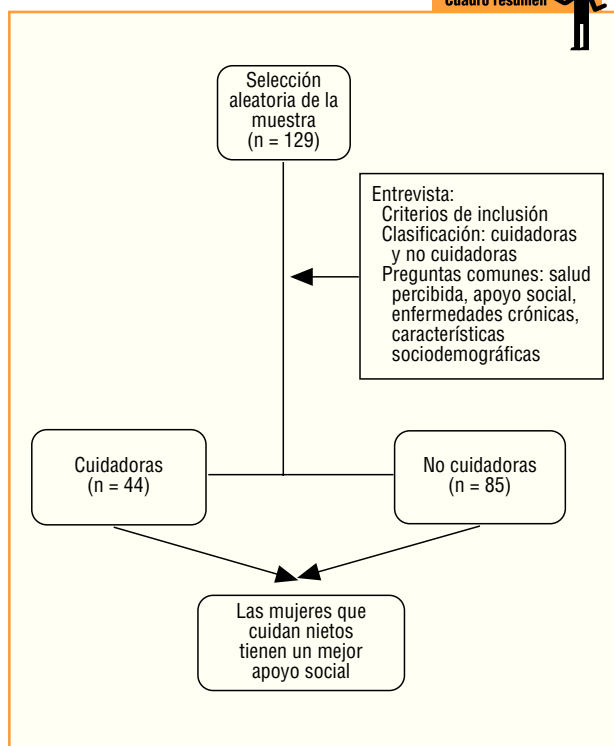 Cuadro resumen
Selección
aleatoria de la
muestra
(n = 129)
Entrevista:
Criterios de inclusión
Clasificación: cuidadoras
y no cuidadoras
Preguntas comunes: salud
percibida, apoyo social,
enfermedades crónicas,
características
sociodemográficas
Cuidadoras
(n = 44)
No cuidadoras
(n = 85)
Las mujeres que
cuidan nietos
tienen un mejor
apoyo social